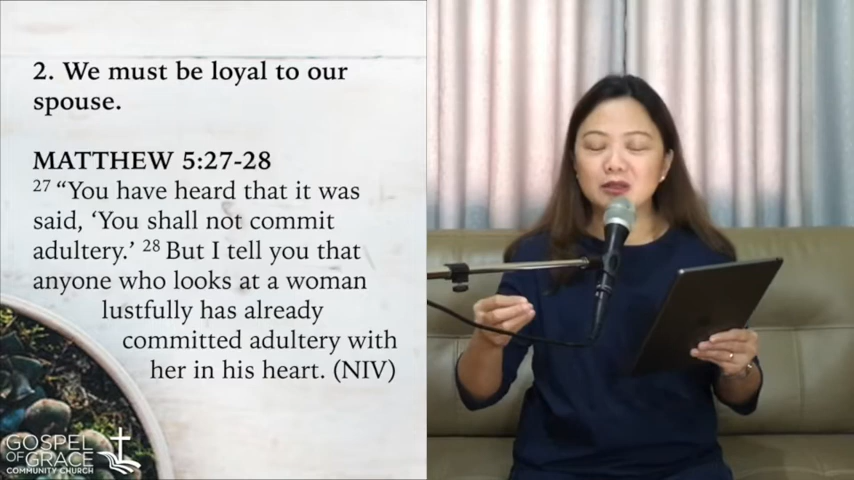 2. We must be loyal to our
spouse.
MATTHEW 5:27-28
27 “You have heard that it was
said, ‘You shall not commit
adultery.’ 28 But I tell you that
anyone who looks at a woman
lustfully has already
committed adultery with
her in his heart. (NIV)
GOSPEL
OF GRACE
COMMUNITY CHURCH